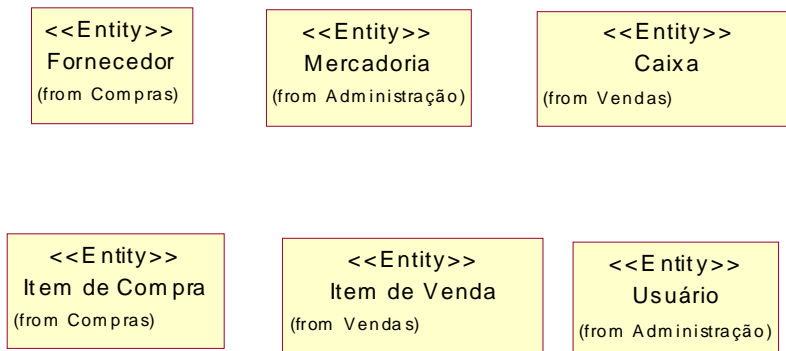 <<Entity>>
Fornecedor
(from Compras)
<<Entity>>
Mercadoria
(from Administração)
<<Entity>>
Caixa
(from Vendas)
<<Entity>>
Item de Compra
(from Compras)
<<Entity>>
Item de Venda
(from Vendas)
<<Entity>>
Usuário
(from Administração)